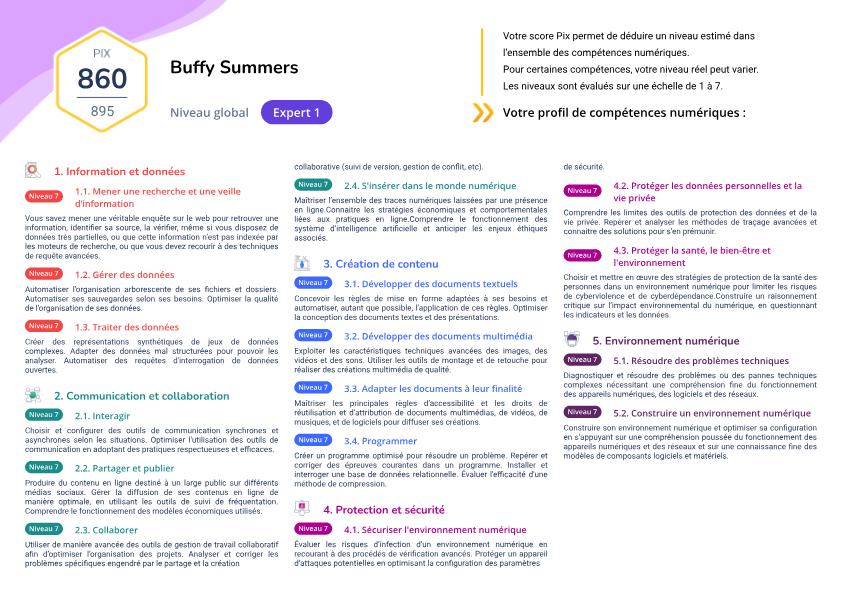 PIX
860
895
Buffy Summers
Niveau global
Expert 1
Votre score Pix permet de déduire un niveau estimé dans
l'ensemble des compétences numériques.
Pour certaines compétences, votre niveau réel peut varier.
Les niveaux sont évalués sur une échelle de 1 à 7.
Votre profil de compétences numériques :
1. Information et données
Niveau 7
1.1. Mener une recherche et une veille
d'information
Vous savez mener une véritable enquête sur le web pour retrouver une
information, identifier sa source, la vérifier, même si vous disposez de
données très partielles, ou que cette information n'est pas indexée par
les moteurs de recherche, ou que vous devez recourir à des techniques
de requête avancées.
Niveau 7
1.2. Gérer des données
Automatiser l'organisation arborescente de ses fichiers et dossiers.
Automatiser ses sauvegardes selon ses besoins. Optimiser la qualité
de l'organisation de ses données.
Niveau 7
1.3. Traiter des données
Créer des représentations synthétiques de jeux de données
complexes. Adapter des données mal structurées pour pouvoir les
analyser. Automatiser des requêtes d'interrogation de données
ouvertes.
2. Communication et collaboration
Niveau 7
2.1. Interagir
Choisir et configurer des outils de communication synchrones et
asynchrones selon les situations. Optimiser l'utilisation des outils de
communication en adoptant des pratiques respectueuses et efficaces.
Niveau 7
2.2. Partager et publier
Produire du contenu en ligne destiné à un large public sur différents
médias sociaux. Gérer la diffusion de ses contenus en ligne de
manière optimale, en utilisant les outils de suivi de fréquentation.
Comprendre le fonctionnement des modèles économiques utilisés.
Niveau 7
2.3. Collaborer
Utiliser de manière avancée des outils de gestion de travail collaboratif
afin d'optimiser l'organisation des projets. Analyser et corriger les
problèmes spécifiques engendré par le partage et la création
collaborative (suivi de version, gestion de conflit, etc).
Niveau 7
2.4. S'insérer dans le monde numérique
Maîtriser l'ensemble des traces numériques laissées par une présence
en ligne.Connaitre les stratégies économiques et comportementales
liées aux pratiques en ligne.Comprendre le fonctionnement des
système d'intelligence artificielle et anticiper les enjeux éthiques
associés.
3. Création de contenu
Niveau 7
3.1. Développer des documents textuels
Concevoir les règles de mise en forme adaptées à ses besoins et
automatiser, autant que possible, l'application de ces règles. Optimiser
la conception des documents textes et des présentations.
Niveau 7
3.2. Développer des documents multimédia
Exploiter les caractéristiques techniques avancées des images, des
vidéos et des sons. Utiliser les outils de montage et de retouche pour
réaliser des créations multimédia de qualité.
Niveau 7
3.3. Adapter les documents à leur finalité
Maîtriser les principales règles d'accessibilité et les droits de
réutilisation et d'attribution de documents multimédias, de vidéos, de
musiques, et de logiciels pour diffuser ses créations.
Niveau 7
3.4. Programmer
Créer un programme optimisé pour résoudre un problème. Repérer et
corriger des épreuves courantes dans un programme. Installer et
interroger une base de données relationnelle. Évaluer l'efficacité d'une
méthode de compression.
4. Protection et sécurité
Niveau 7
4.1. Sécuriser l'environnement numérique
Évaluer les risques d'infection d'un environnement numérique en
recourant à des procédés de vérification avancés. Protéger un appareil
d'attaques potentielles en optimisant la configuration des paramètres
de sécurité.
Niveau 7
4.2. Protéger les données personnelles et la
vie privée
Comprendre les limites des outils de protection des données et de la
vie privée. Repérer et analyser les méthodes de traçage avancées et
connaitre des solutions pour s'en prémunir.
Niveau 7
4.3. Protéger la santé, le bien-être et
l'environnement
Choisir et mettre en œuvre des stratégies de protection de la santé des
personnes dans un environnement numérique pour limiter les risques
de cyberviolence et de cyberdépendance.Construire un raisonnement
critique sur l'impact environnemental du numérique, en questionnant
les indicateurs et les données.
5. Environnement numérique
Niveau 7
5.1. Résoudre des problèmes techniques
Diagnostiquer et résoudre des problèmes ou des pannes techniques
complexes nécessitant une compréhension fine du fonctionnement
des appareils numériques, des logiciels et des réseaux.
Niveau 7
5.2. Construire un environnement numérique
Construire son environnement numérique et optimiser sa configuration
en s'appuyant sur une compréhension poussée du fonctionnement des
appareils numériques et des réseaux et sur une connaissance fine des
modèles de composants logiciels et matériels.